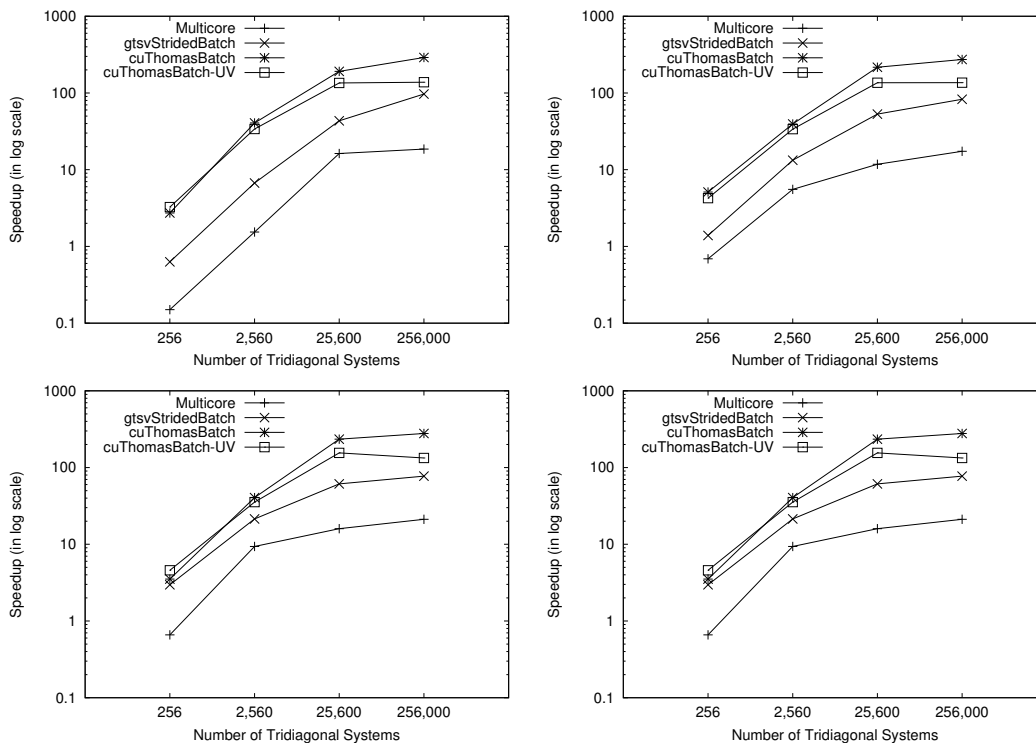 1000
100
10
1
0.1
Speedup (in log scale)
Multicore
gtsvStridedBatch
cuThomasBatch
cuThomasBatch-UV
256 2,560 25,600 256,000
Number of Tridiagonal Systems
1000
100
10
1
0.1
Speedup (in log scale)
Multicore
gtsvStridedBatch
cuThomasBatch
cuThomasBatch-UV
256 2,560 25,600 256,000
Number of Tridiagonal Systems
1000
100
10
1
0.1
Speedup (in log scale)
Multicore
gtsvStridedBatch
cuThomasBatch
cuThomasBatch-UV
256 2,560 25,600 256,000
Number of Tridiagonal Systems
1000
100
10
1
0.1
Speedup (in log scale)
Multicore
gtsvStridedBatch
cuThomasBatch
cuThomasBatch-UV
256 2,560 25,600 256,000
Number of Tridiagonal Systems